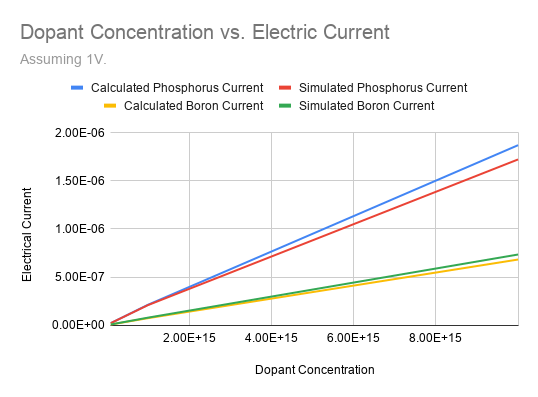 Dopant Concentration vs. Electric Current
Assuming 1V.
Calculated Phosphorus Current Simulated Phosphorus Current
Calculated Boron Current Simulated Boron Current
2.00E-06
1.50E-06
1.00E-06
5.00E-07
0.00E+00
Electrical Current
2.00E+15 4.00E+15 6.00E+15 8.00E+15
Dopant Concentration